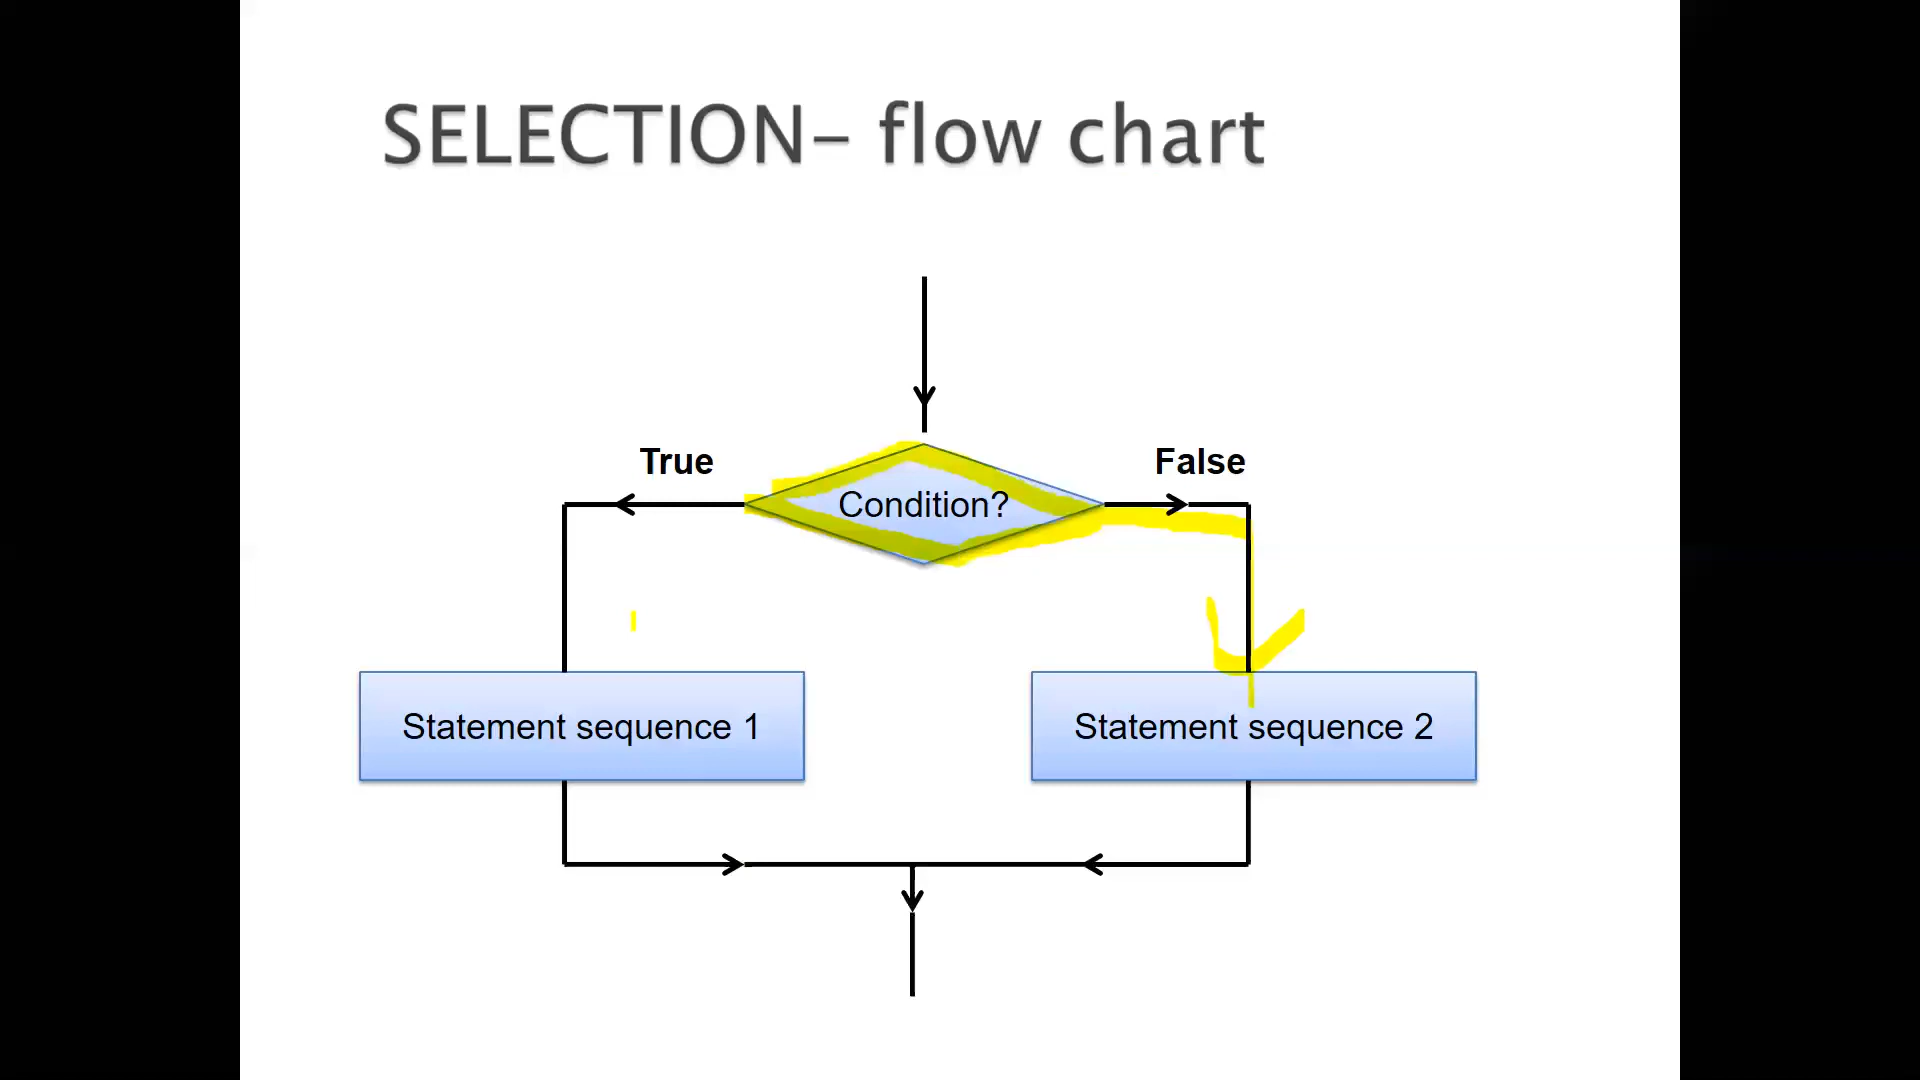 SELECTION- flow chart
True
False
Condition?
Statement sequence 1
Statement sequence 2